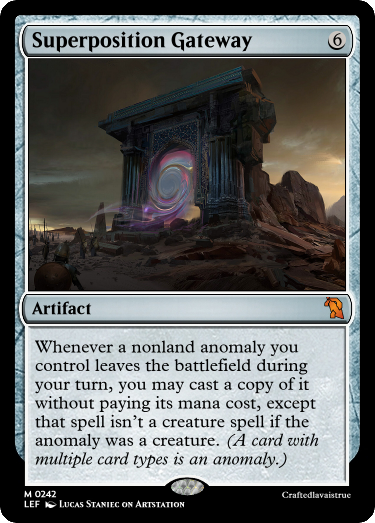 Superposition Gateway 6
Artifact
Whenever a nonland anomaly you
control leaves the battlefield during
your turn, you may cast a copy of it
without paying its mana cost, except
that spell isn't a creature spell if the
anomaly was a creature. (A card with
multiple card types is an anomaly.)
M 0242
LEF Lucas Staniec on Artstation
Craftedlavaistrue